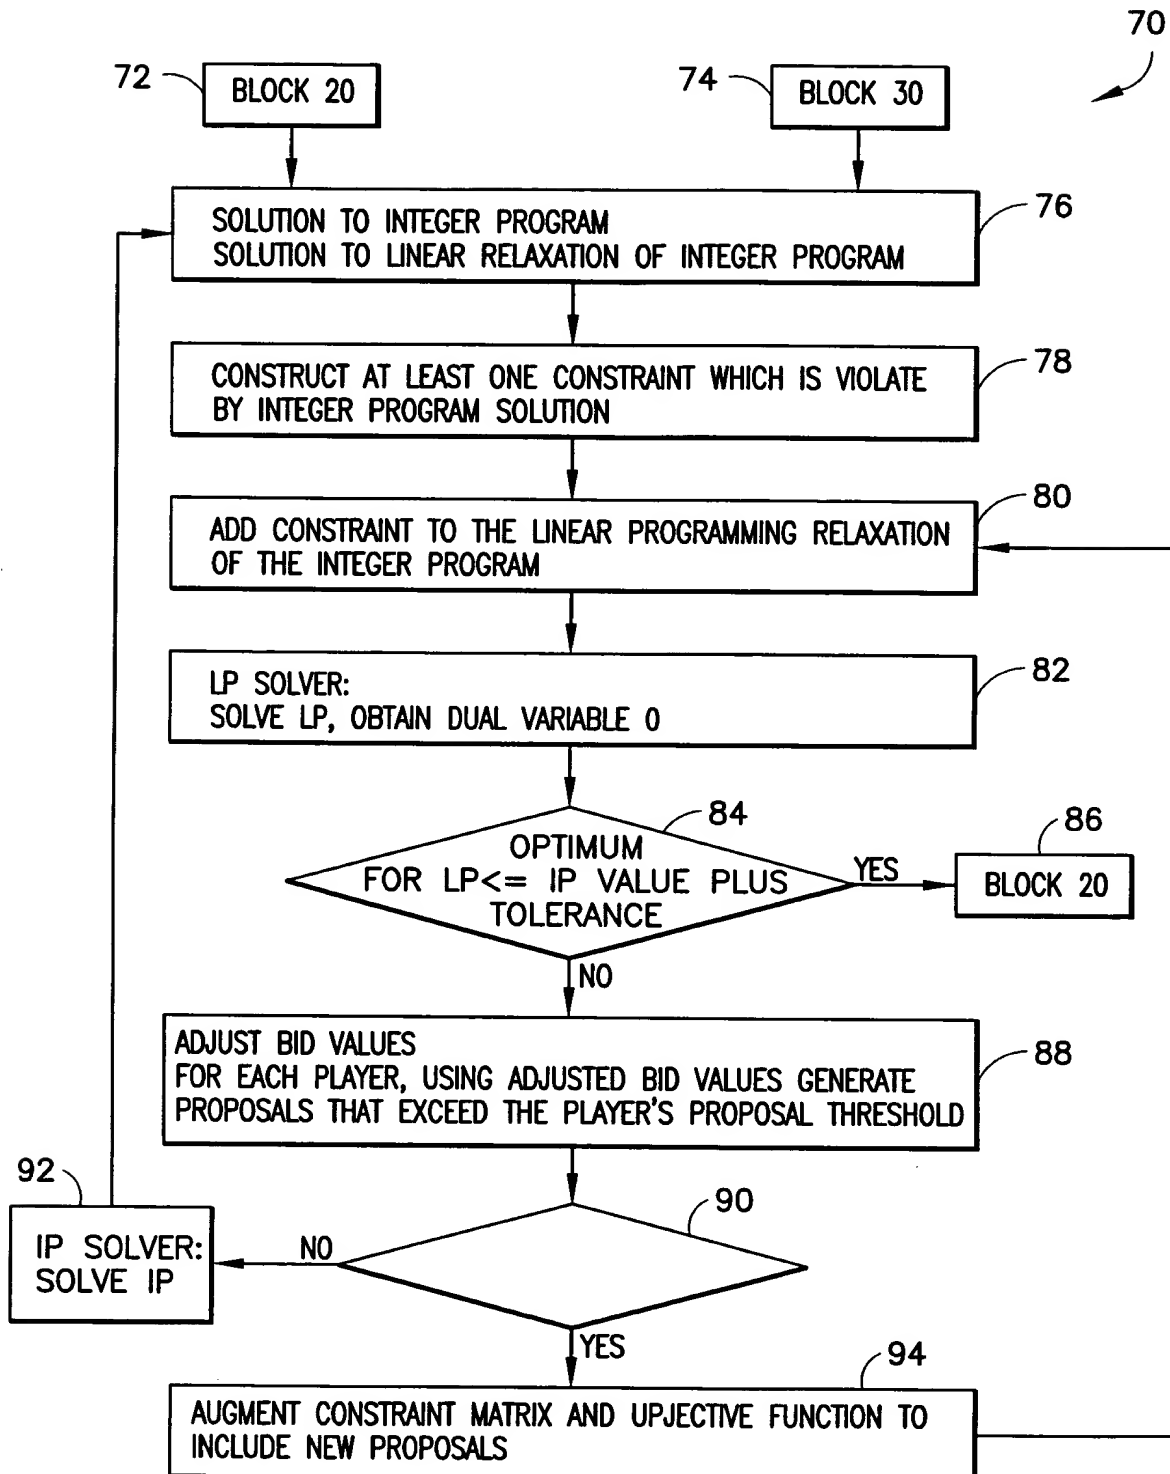 70
72
BLOCK 20
74
BLOCK 30
76
SOLUTION TO INTEGER PROGRAM
SOLUTION TO LINEAR RELAXATION OF INTEGER PROGRAM
78
CONSTRUCT AT LEAST ONE CONSTRAINT WHICH IS VIOLATE
BY INTEGER PROGRAM SOLUTION
80
ADD CONSTRAINT TO THE LINEAR PROGRAMMING RELAXATION
OF THE INTEGER PROGRAM
82
LP SOLVER:
SOLVE LP, OBTAIN DUAL VARIABLE 0
84
OPTIMUM
FOR LP<= IP VALUE PLUS
TOLERANCE
YES
86
BLOCK 20
NO
88
ADJUST BID VALUES
FOR EACH PLAYER, USING ADJUSTED BID VALUES GENERATE
PROPOSALS THAT EXCEED THE PLAYER'S PROPOSAL THRESHOLD
90
92
IP SOLVER:
SOLVE IP
NO
YES
94
AUGMENT CONSTRAINT MATRIX AND UPJECTIVE FUNCTION TO
INCLUDE NEW PROPOSALS